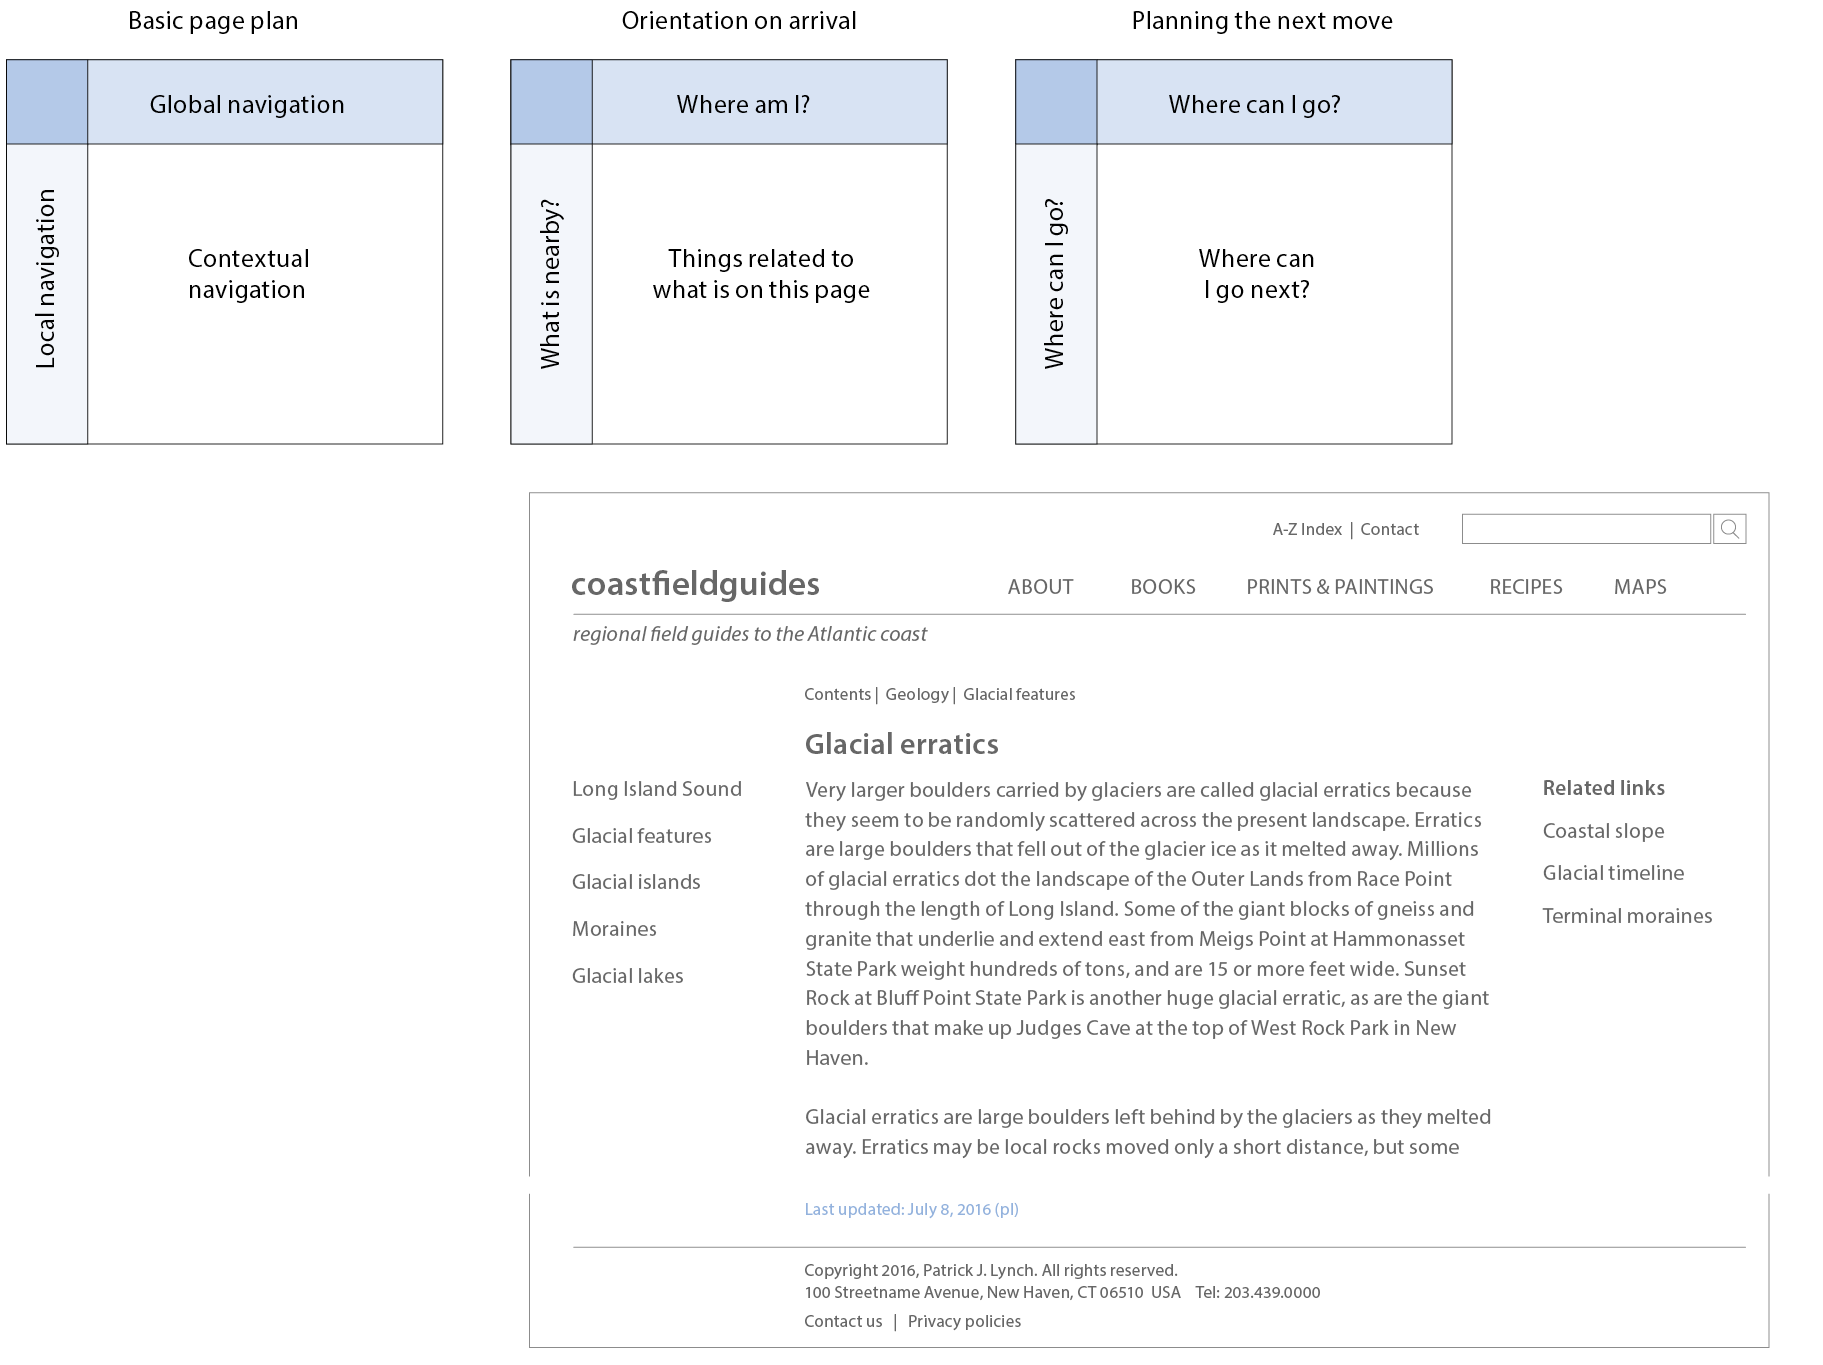 Basic page plan
Global navigation
Local navigation
Contextual
navigation
Orientation on arrival
Where am I?
What is nearby?
Things related to
what is on this page
Planning the next move
Where can I go?
Where can I go?
Where can
I go next?
A-Z Index | Contact
coastfieldguides
ABOUT BOOKS PRINTS & PAINTINGS RECIPES MAPS
regional field guides to the Atlantic coast
Contents | Geology | Glacial features
Long Island Sound
Glacial features
Glacial islands
Moraines
Glacial lakes
Glacial erratics
Very larger boulders carried by glaciers are called glacial erratics because
they seem to be randomly scattered across the present landscape. Erratics
are large boulders that fell out of the glacier ice as it melted away. Millions
of glacial erratics dot the landscape of the Outer Lands from Race Point
through the length of Long Island. Some of the giant blocks of gneiss and
granite that underlie and extend east from Meigs Point at Hammonasset
State Park weight hundreds of tons, and are 15 or more feet wide. Sunset
Rock at Bluff Point State Park is another huge glacial erratic, as are the giant
boulders that make up Judges Cave at the top of West Rock Park in New
Haven.
Glacial erratics are large boulders left behind by the glaciers as they melted
away. Erratics may be local rocks moved only a short distance, but some
Related links
Coastal slope
Glacial timeline
Terminal moraines
Last updated: July 8, 2016 (pl)
Copyright 2016, Patrick J. Lynch. All rights reserved.
100 Streetname Avenue, New Haven, CT 06510 USA Tel: 203.439.0000
Contact us | Privacy policies